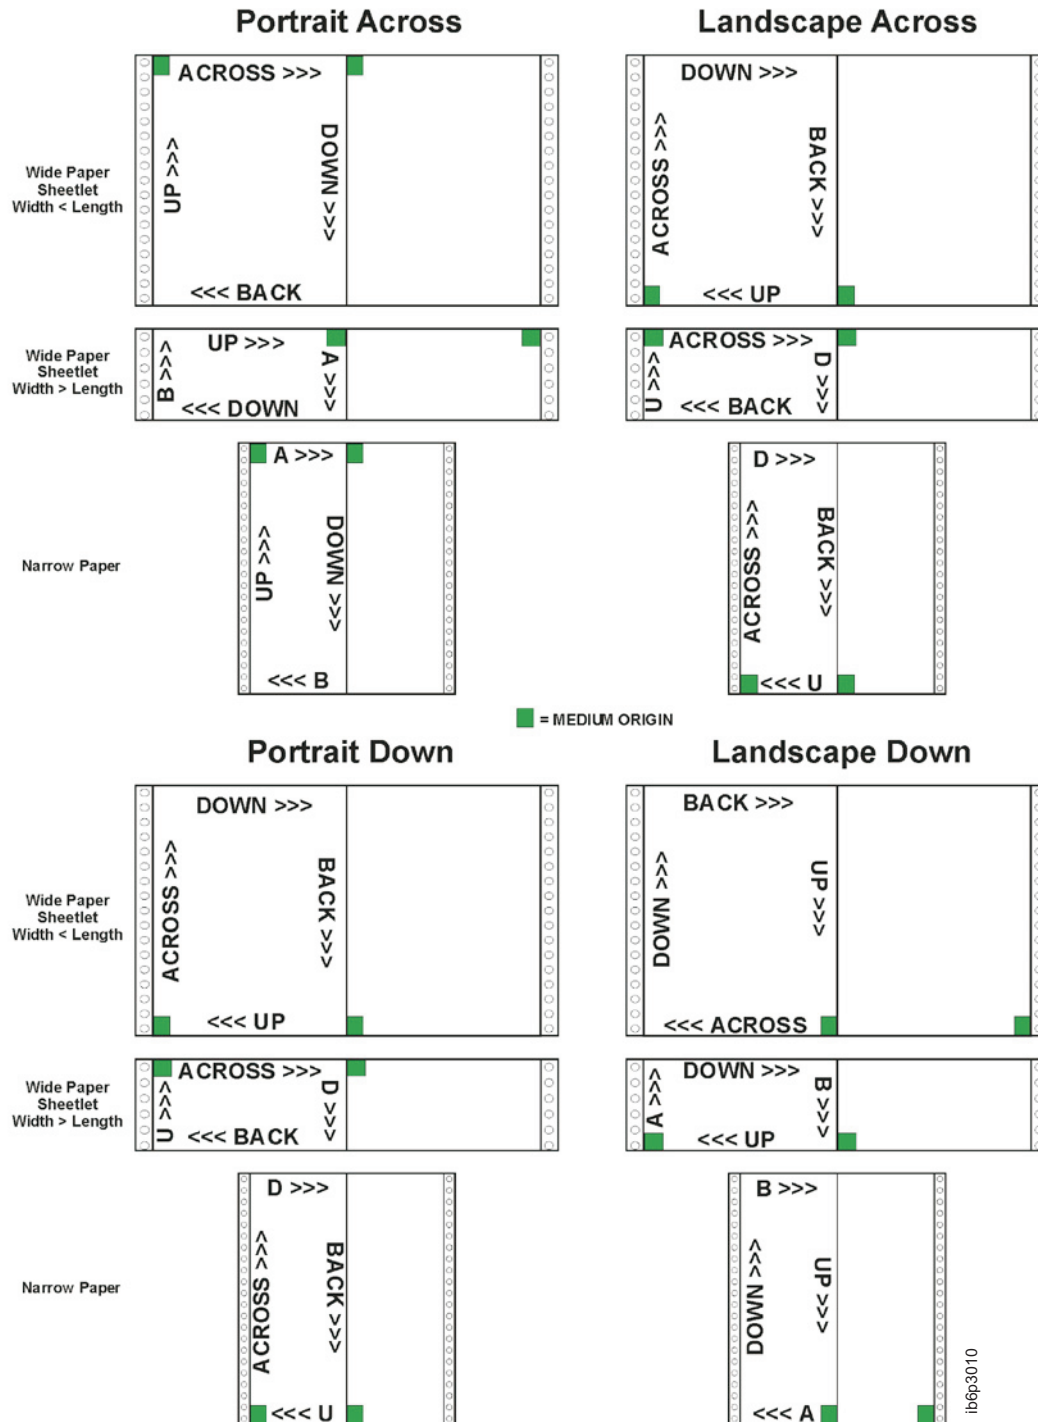 Portrait Across
Landscape Across
Wide Paper
Sheetlet
Width < Length
ACROSS >>>
UP >>>
DOWN >>>
<<< BACK
DOWN >>>
ACROSS >>>
BACK >>>
<<< UP
Wide Paper
Sheetlet
Width > Length
UP >>>
B >>>
A >>>
<<< DOWN
ACROSS >>>
U >>>
D >>>
<<< BACK
Narrow Paper
A >>>
UP >>>
DOWN >>>
<<< B
D >>>
ACROSS >>>
BACK >>>
<<< U
= MEDIUM ORIGIN
Portrait Down
Landscape Down
Wide Paper
Sheetlet
Width < Length
DOWN >>>
ACROSS >>>
BACK >>>
<<< UP
BACK >>>
DOWN >>>
UP >>>
<<< ACROSS
Wide Paper
Sheetlet
Width > Length
ACROSS >>>
U >>>
D >>>
<<< BACK
DOWN >>>
A >>>
B >>>
<<< UP
Narrow Paper
D >>>
ACROSS >>>
BACK >>>
<<< U
B >>>
DOWN >>>
UP >>>
<<< A
ib6p3010